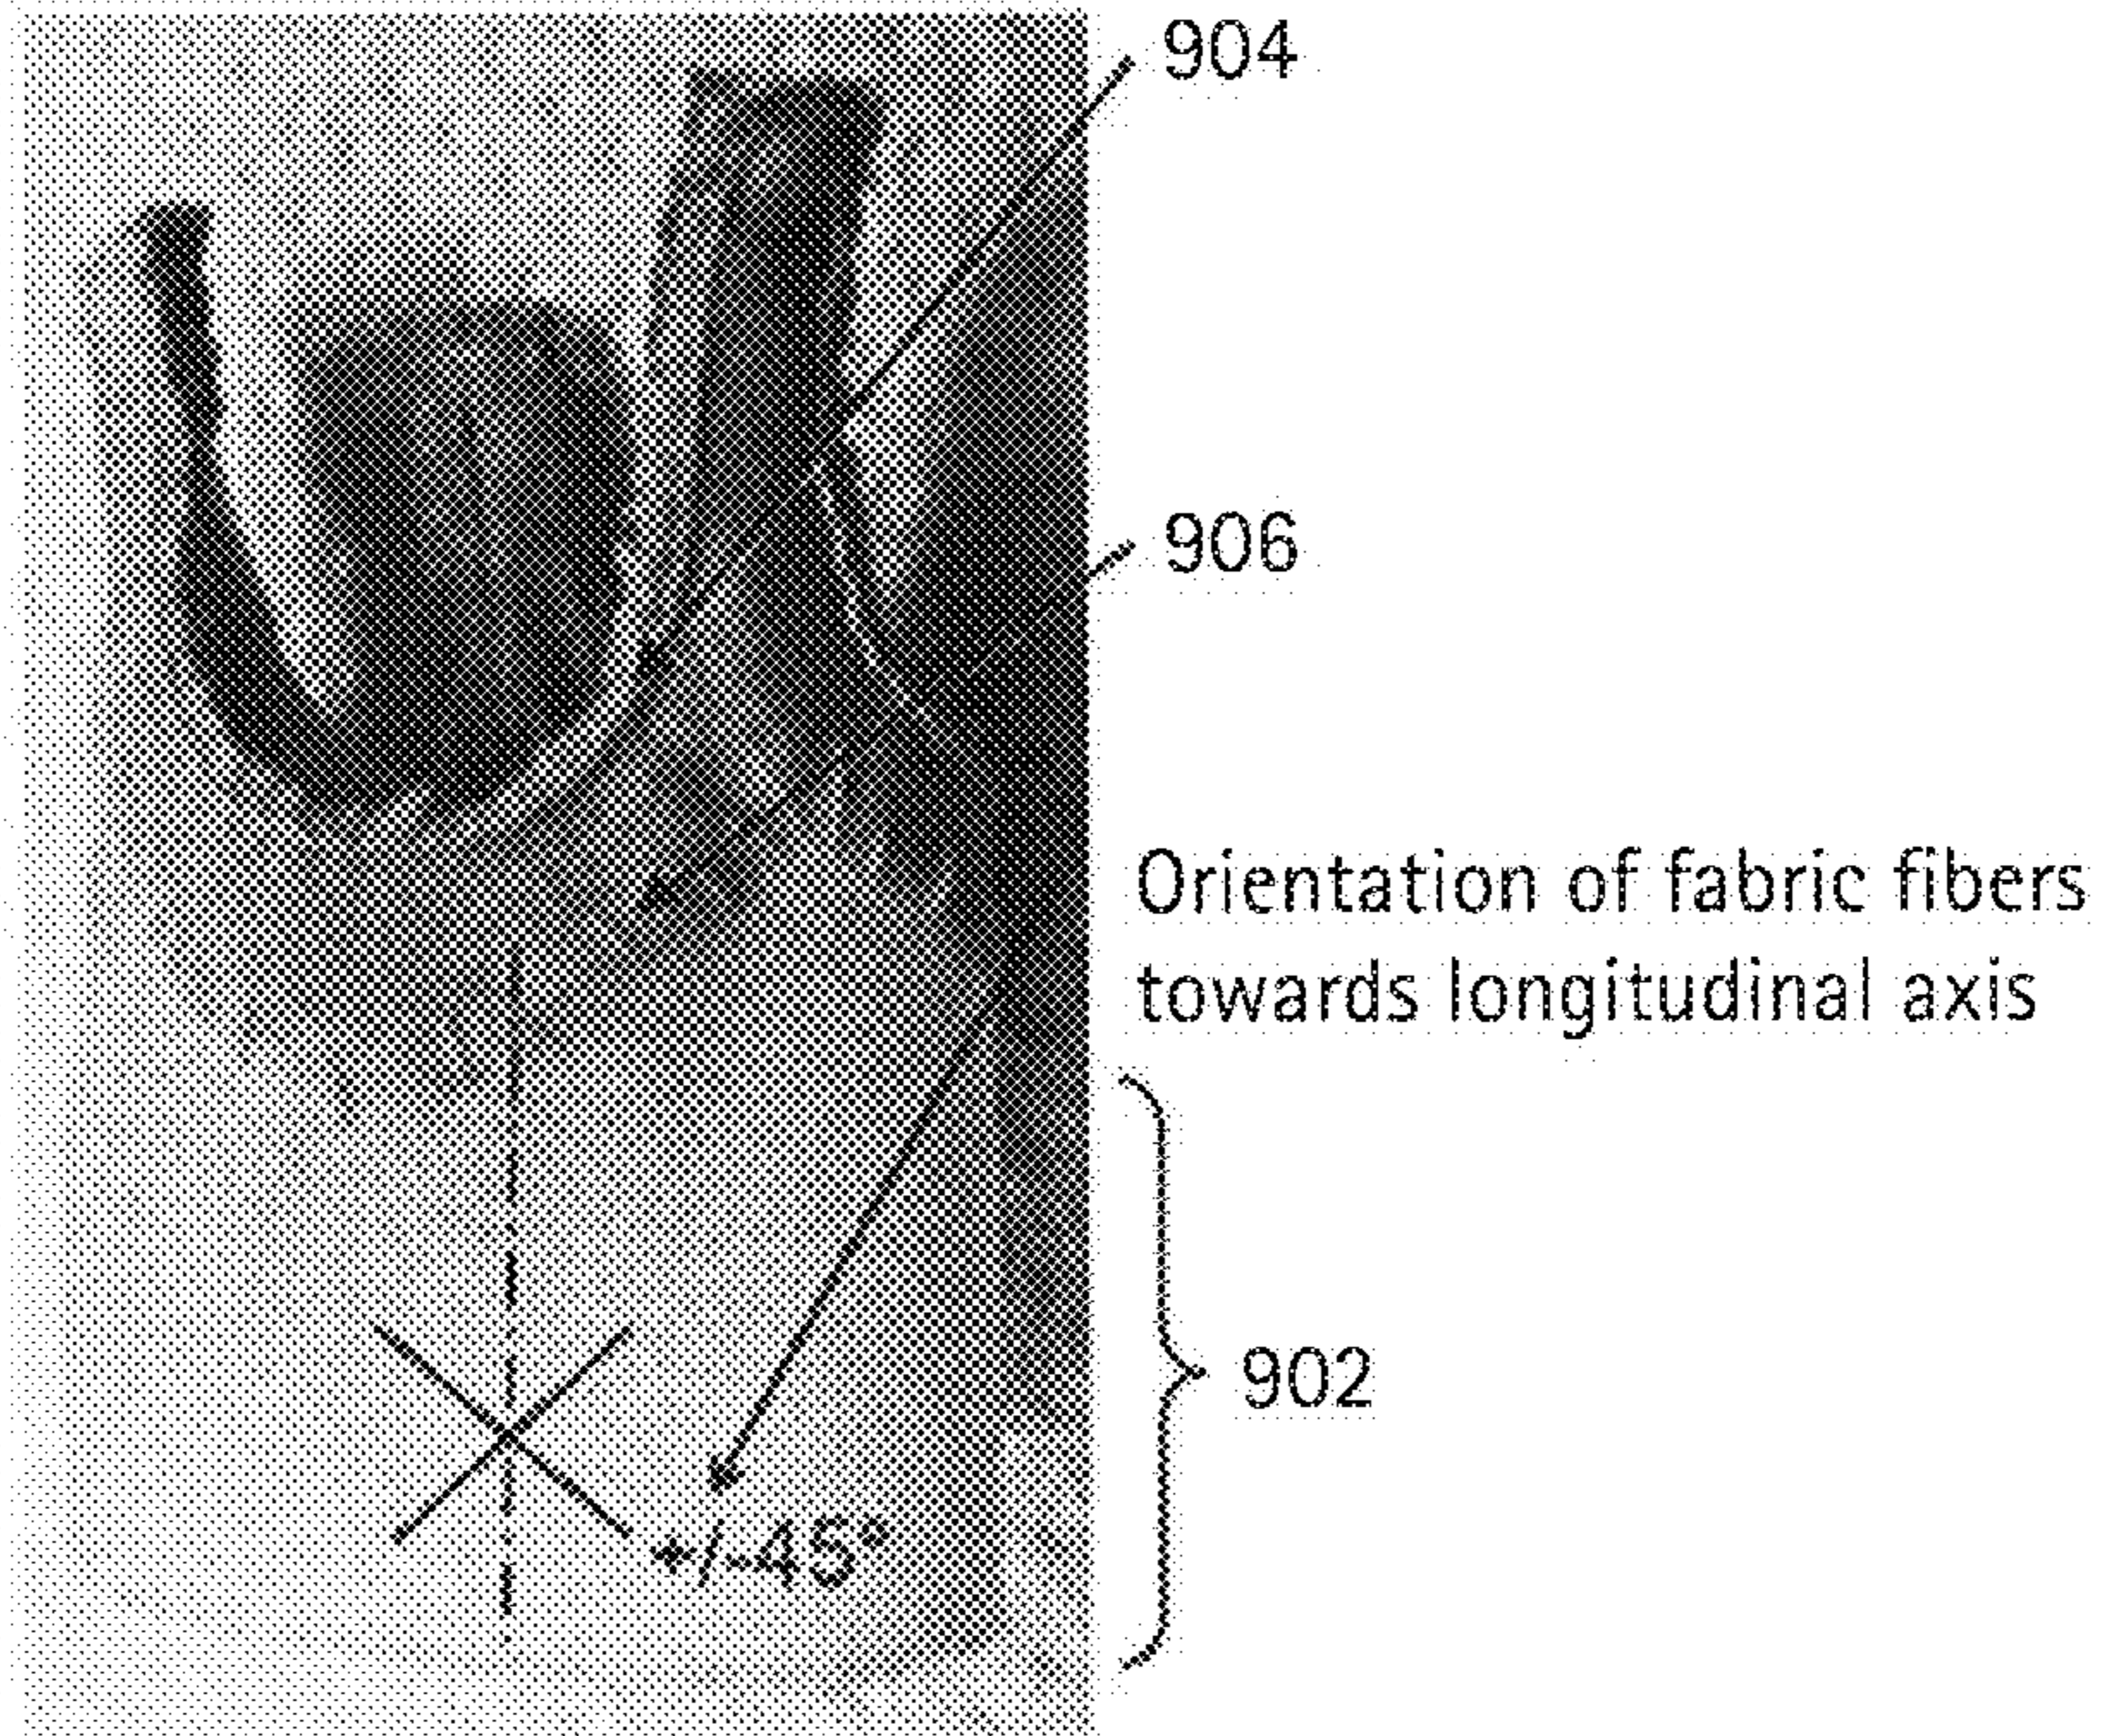 904
906
Orientation of fabric fibers
towards longitudinal axis
902
+/-45°